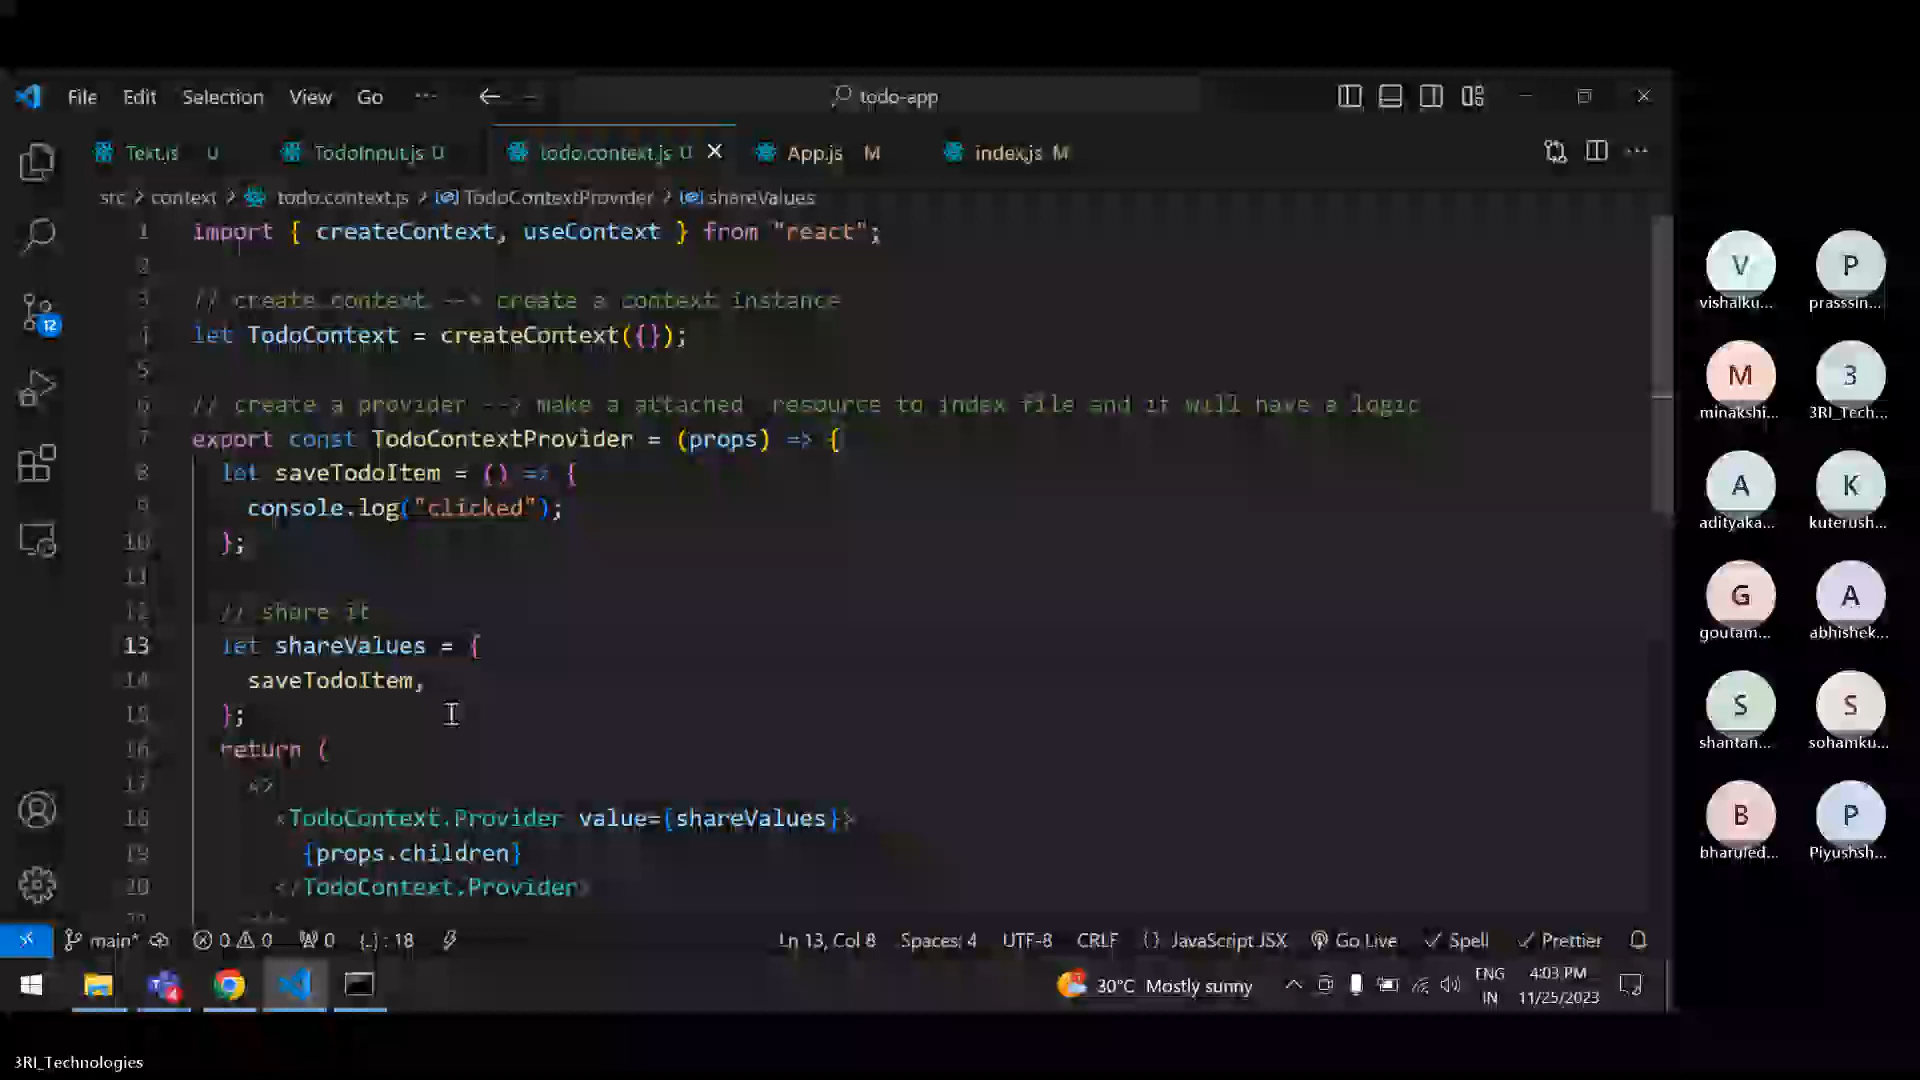 File Edit Selection View Go ··· todo-app
Text.js U TodoInput.js U todo.context.js U App.js M index.js M
src > context > todo.context.js > TodoContextProvider > shareValues
1 import { createContext, useContext } from "react";
2
3 // create context --> create a context instance
4 let TodoContext = createContext({});
5
6 // create a provider --> make a attached resource to index file and it will have a logic
7 export const TodoContextProvider = (props) => {
8 let saveTodoItem = () => {
9 console.log("clicked");
10 };
11
12 // share it
13 let shareValues = {
14 saveTodoItem,
15 };
16 return (
17 <>
18 <TodoContext.Provider value={shareValues}>
19 {props.children}
20 </TodoContext.Provider>
12
main* 0 0 0 {..} : 18 Ln 13, Col 8 Spaces: 4 UTF-8 CRLF {} JavaScript JSX Go Live Spell Prettier
30°C Mostly sunny ENG IN 4:03 PM 11/25/2023
V P
vishalku... prasssin...
M 3
minakshi... 3RI_Tech...
A K
adityaka... kuterush...
G A
goutam... abhishek...
S S
shantan... sohamku...
B P
bharuled... Piyushsh...
3RI_Technologies